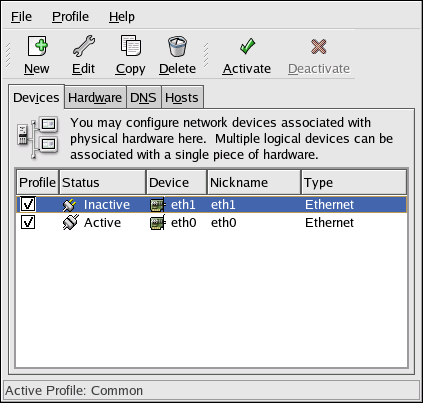 File Profile Help
New Edit Copy Delete Activate Deactivate
Devices Hardware DNS Hosts
You may configure network devices associated with
physical hardware here. Multiple logical devices can be
associated with a single piece of hardware.
Profile Status Device Nickname Type
Inactive eth1 eth1 Ethernet
Active eth0 eth0 Ethernet
Active Profile: Common